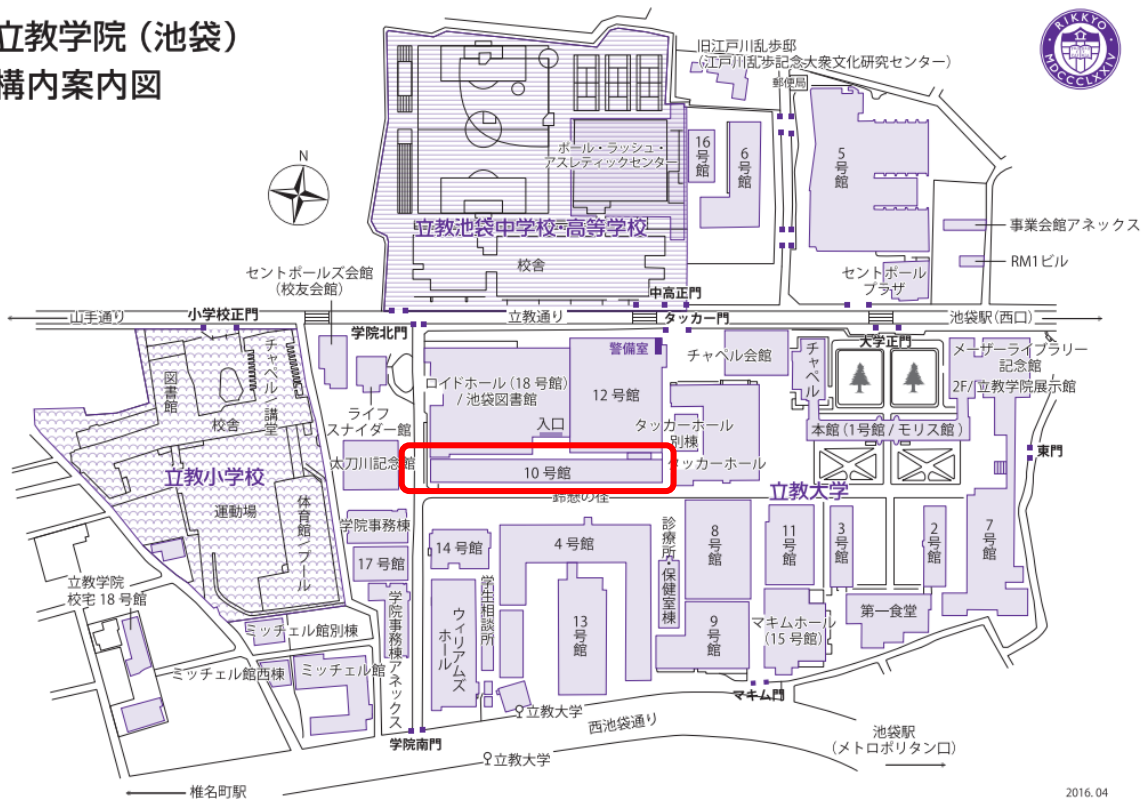 立教学院（池袋）
構内案内図
RIKKYO
MDCCCLXXIV
旧江戸川乱歩邸
（江戸川乱歩記念大衆文化研究センター）
郵便局
N
ポール・ラッシュ・
アスレティックセンター
16号館
6号館
5号館
立教池袋中学校・高等学校
校舎
事業会館アネックス
RM1ビル
セントポールズ会館
（校友会館）
セントポール
プラザ
中高正門
山手通り
小学校正門
学院北門
立教通り
タッカー門
池袋駅（西口）
大学正門
警備室
チャペル会館
チャペル
メーザーライブラリー
記念館
2F/ 立教学院展示館
図書館
チャペル/講堂
校舎
ライフ
スナイダー館
ロイドホール（18 号館）
/ 池袋図書館
入口
12 号館
タッカーホール
別棟
本館（1号館 / モリス館）
東門
立教小学校
太刀川記念館
10 号館
タッカーホール
鈴懸の径
立教大学
運動場
体育館/プール
学院事務棟
17 号館
14 号館
4 号館
診療所・保健室棟
8号館
11号館
3号館
2号館
7号館
立教学院
校宅 18 号館
学院事務棟アネックス
ウィリアムズ
ホール
学生相談所
13号館
9号館
マキムホール
（15 号館）
第一食堂
ミッチェル館別棟
ミッチェル館西棟
ミッチェル館
マキム門
立教大学
西池袋通り
学院南門
立教大学
池袋駅
（メトロポリタン口）
椎名町駅
2016. 04